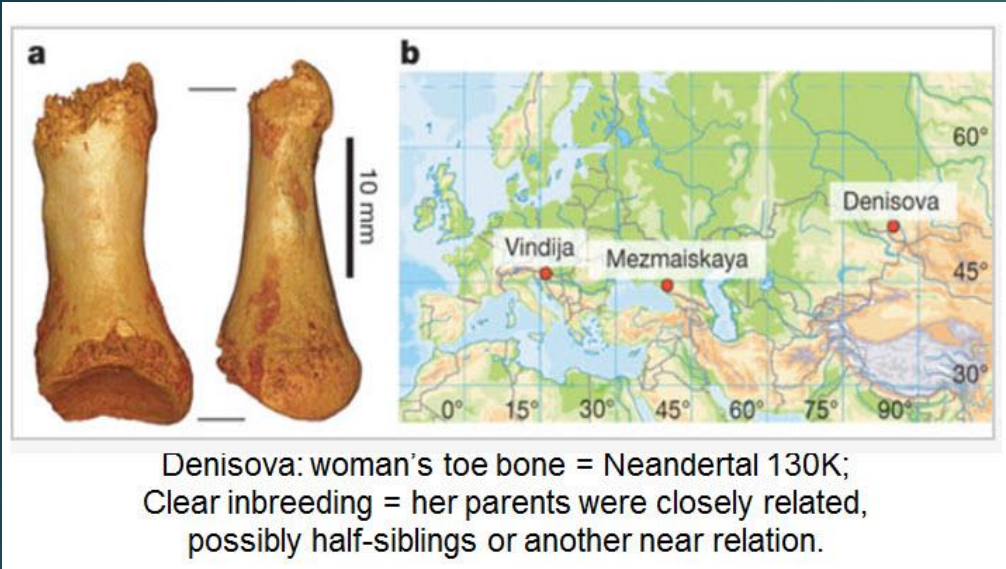 a
10 mm
b
60°
Denisova
Vindija
Mezmaiskaya
45°
30°
0° 15° 30° 45° 60° 75° 90°
Denisova: woman's toe bone = Neandertal 130K;
Clear inbreeding = her parents were closely related,
possibly half-siblings or another near relation.